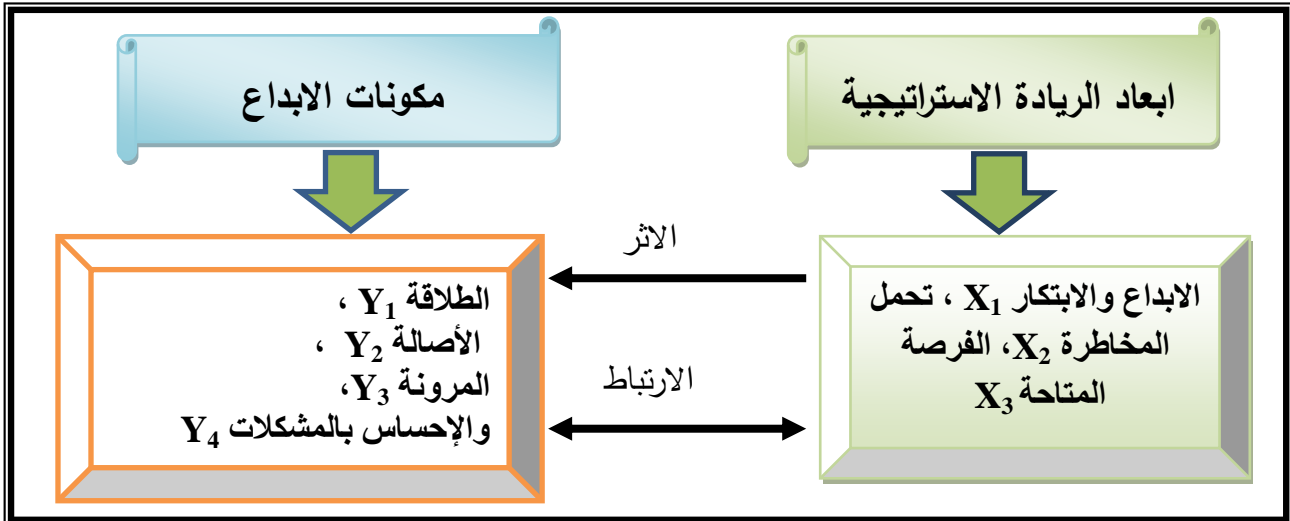 ابعاد الريادة الاستراتيجية
مكونات الابداع
الابداع والابتكار X₁ ، تحمل
المخاطرة X₂، الفرصة
المتاحة X₃
الاثر
الارتباط
الطلاقة Y₁ ،
الأصالة Y₂ ،
المرونة Y₃،
والإحساس بالمشكلات Y₄